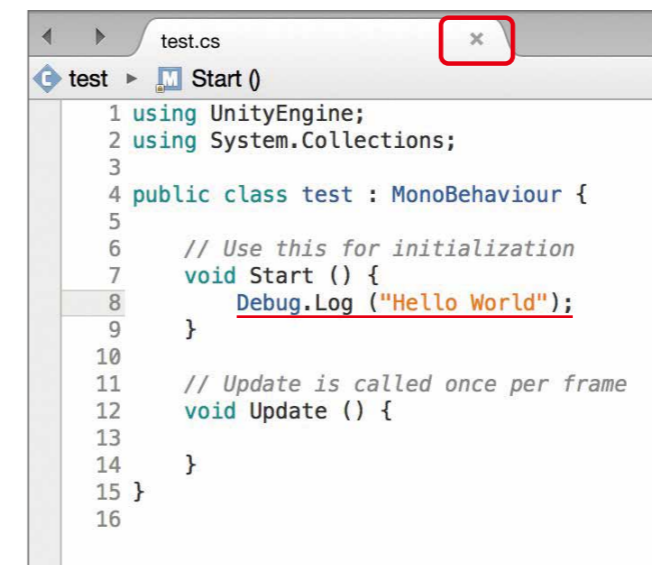 test.cs
test Start ()
1 using UnityEngine;
2 using System.Collections;
3
4 public class test : MonoBehaviour {
5
6     // Use this for initialization
7     void Start () {
8         Debug.Log ("Hello World");
9     }
10
11     // Update is called once per frame
12     void Update () {
13
14     }
15 }
16